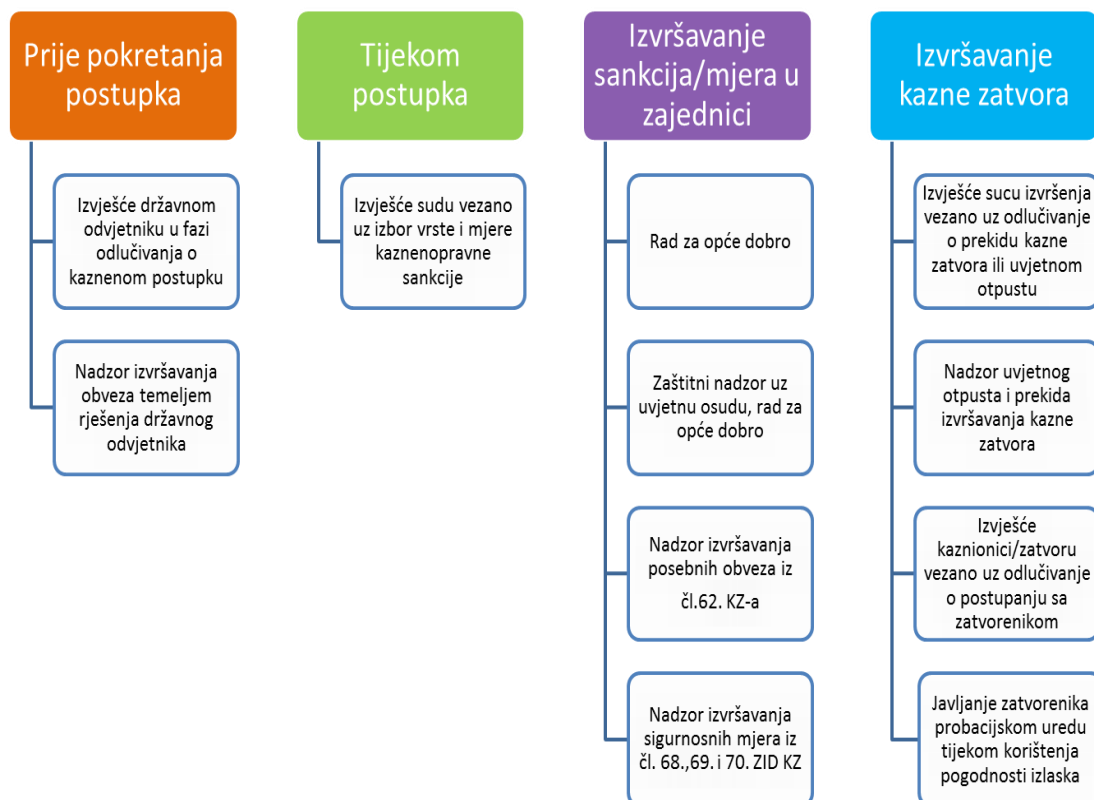 Prije pokretanja
postupka
Izvješće državnom
odvjetniku u fazi
odlučivanja o
kaznenom postupku
Nadzor izvršavanja
obveza temeljem
rješenja državnog
odvjetnika
Tijekom
postupka
Izvješće sudu vezano
uz izbor vrste i mjere
kaznenopravne
sankcije
Izvršavanje
sankcija/mjera u
zajednici
Rad za opće dobro
Zaštitni nadzor uz
uvjetnu osudu, rad za
opće dobro
Nadzor izvršavanja
posebnih obveza iz
čl.62. KZ-a
Nadzor izvršavanja
sigurnosnih mjera iz
čl. 68.,69. i 70. ZID KZ
Izvršavanje
kazne zatvora
Izvješće sucu izvršenja
vezano uz odlučivanje
o prekidu kazne
zatvora ili uvjetnom
otpustu
Nadzor uvjetnog
otpusta i prekida
izvršavanja kazne
zatvora
Izvješće
kaznionici/zatvoru
vezano uz odlučivanje
o postupanju sa
zatvorenikom
Javljanje zatvorenika
probacijskom uredu
tijekom korištenja
pogodnosti izlaska